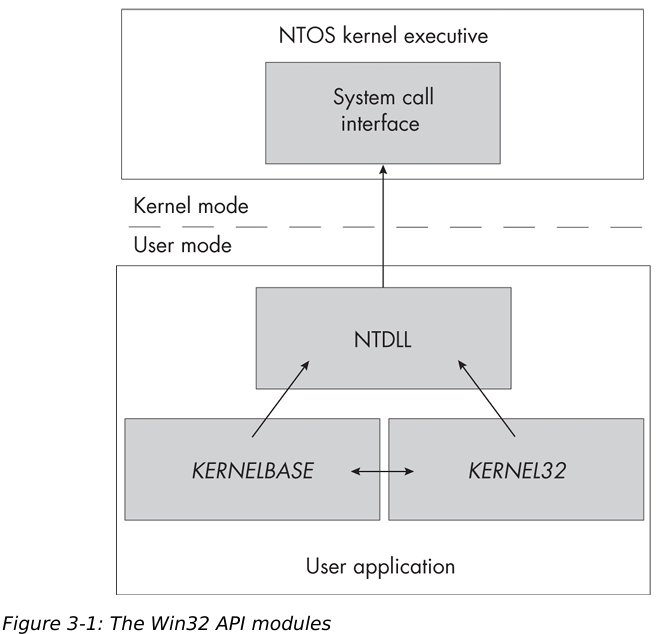 NTOS kernel executive
System call
interface
Kernel mode
User mode
NTDLL
KERNELBASE
KERNEL32
User application
Figure 3-1: The Win32 API modules